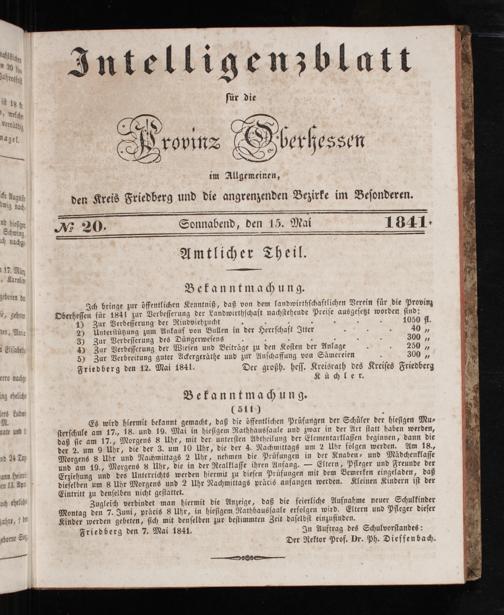 Intelligenzblatt
für die
Provinz Oberhessen
im Allgemeinen,
den Kreis Friedberg und die angrenzenden Bezirke im Besonderen.
№ 20. Sonnabend, den 15. Mai 1841.
Amtlicher Theil.
Bekanntmachung.
Ich bringe zur öffentlichen Kenntniß, daß von dem landwirthschaftlichen Verein für die Provinz
Oberhessen für 1841 zur Verbesserung der Landwirthschaft nachstehende Preise ausgesetzt worden sind:
1) Zur Verbesserung der Rindviehzucht . . . 1050 fl.
2) Unterstützung zum Ankauf von Bullen in der Herrschaft Itter . . . 40 „
3) Zur Verbesserung des Düngerwesens . . . 300 „
4) Zur Verbesserung der Wiesen und Beiträge zu den Kosten der Anlage . . . 250 „
5) Zur Verbreitung guter Ackergeräthe und zur Anschaffung von Sämereien 300 „
Friedberg den 12. Mai 1841. Der großh. hess. Kreisrath des Kreises Friedberg
Küchler.
Bekanntmachung.
(511)
Es wird hiermit bekannt gemacht, daß die öffentlichen Prüfungen der Schüler der hiesigen Mu-
sterschule am 17., 18. und 19. Mai in hiesigem Rathhaussaale und zwar in der Art statt haben werden,
daß sie am 17., Morgens 8 Uhr, mit der untersten Abtheilung der Elementarklassen beginnen, dann die
der 2. um 9 Uhr, die der 3. um 10 Uhr, die der 4. Nachmittags um 2 Uhr folgen werden. Am 18.,
Morgens 8 Uhr und Nachmittags 2 Uhr, nehmen die Prüfungen in der Knaben- und Mädchenklasse
und am 19., Morgens 8 Uhr, die in der Realklasse ihren Anfang. — Eltern, Pfleger und Freunde der
Erziehung und des Unterrichts werden hiermit zu diesen Prüfungen mit dem Bemerken eingeladen, daß
dieselben um 8 Uhr Morgens und 2 Uhr Nachmittags präcis anfangen werden. Kleinen Kindern ist der
Eintritt zu denselben nicht gestattet.
Zugleich verbindet man hiermit die Anzeige, daß die feierliche Aufnahme neuer Schulkinder
Montag den 7. Juni, präcis 8 Uhr, in hiesigem Rathhaussaale erfolgen wird. Eltern und Pfleger dieser
Kinder werden gebeten, sich mit denselben zur bestimmten Zeit daselbst einzufinden.
Friedberg den 7. Mai 1841. In Auftrag des Schulvorstandes:
Der Rektor Prof. Dr. Ph. Dieffenbach.